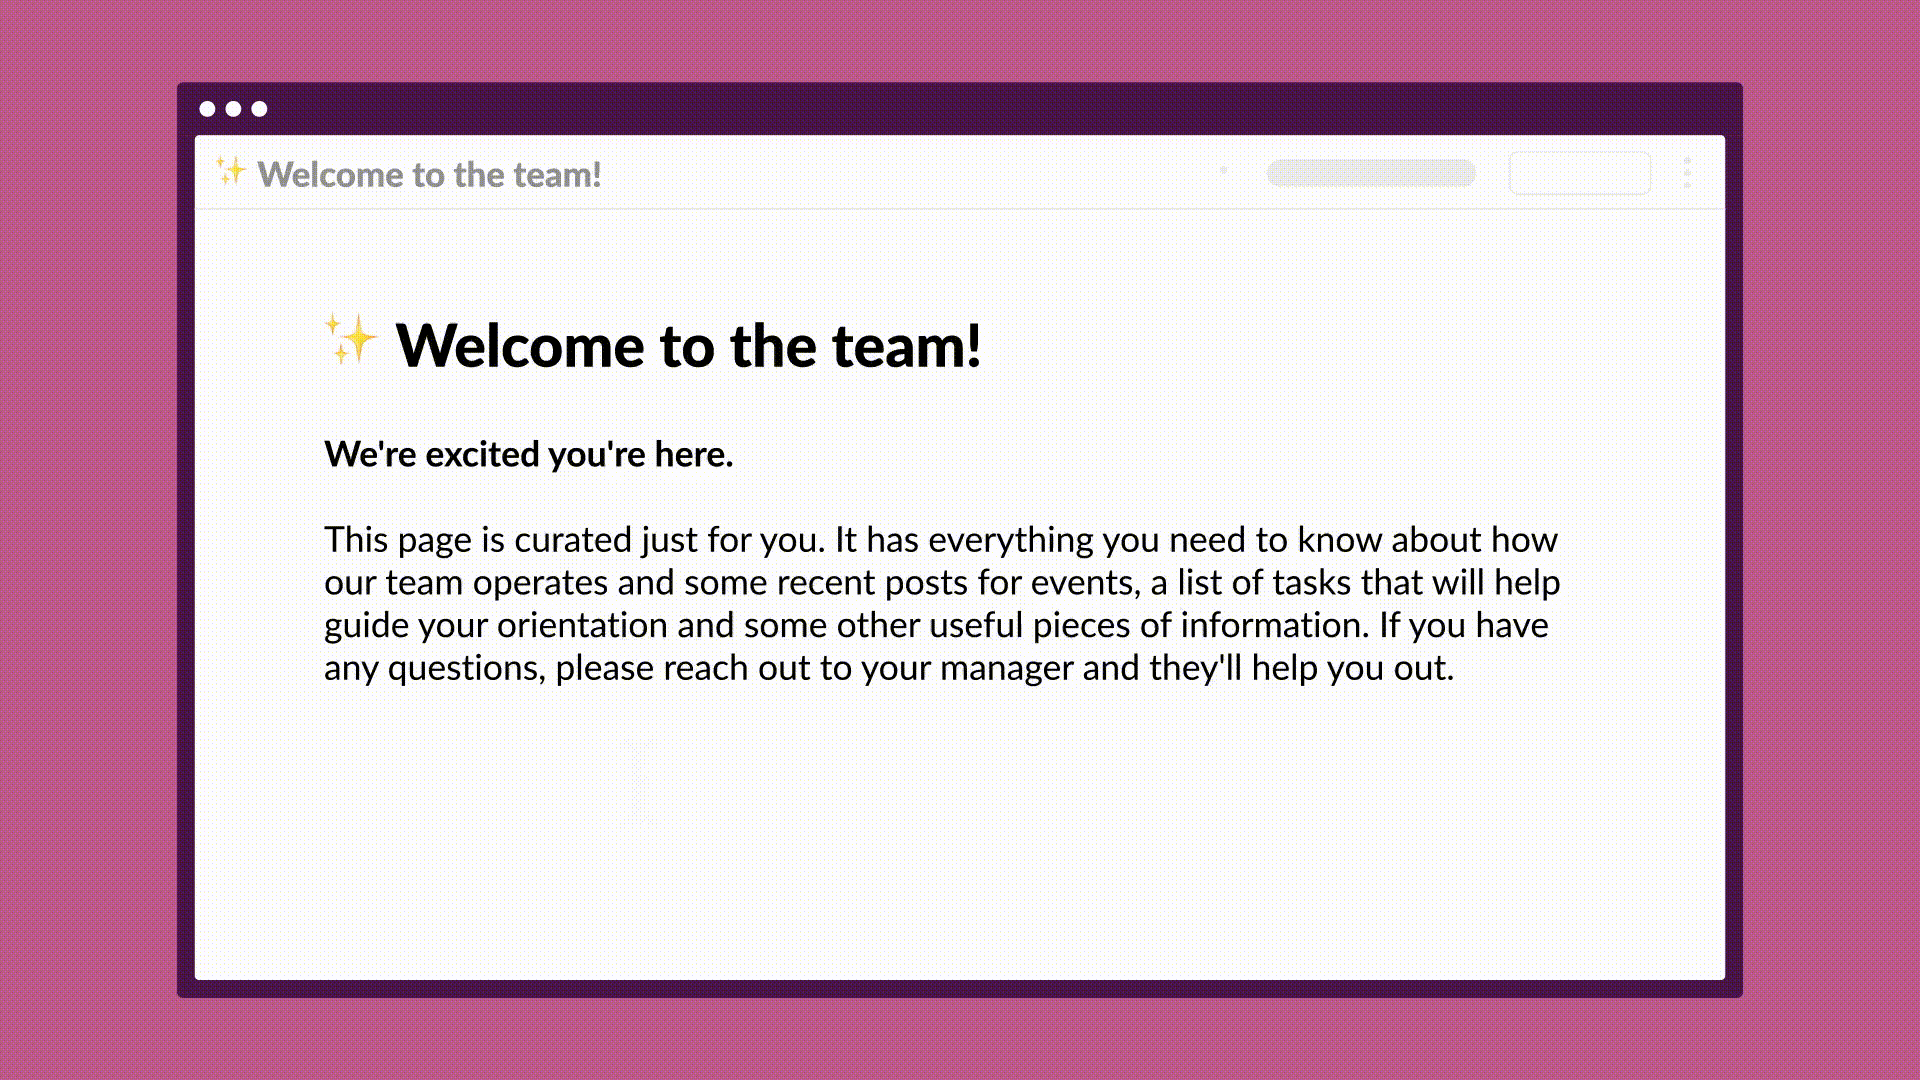 ✨ Welcome to the team!
✨ Welcome to the team!
We're excited you're here.
This page is curated just for you. It has everything you need to know about how
our team operates and some recent posts for events, a list of tasks that will help
guide your orientation and some other useful pieces of information. If you have
any questions, please reach out to your manager and they'll help you out.